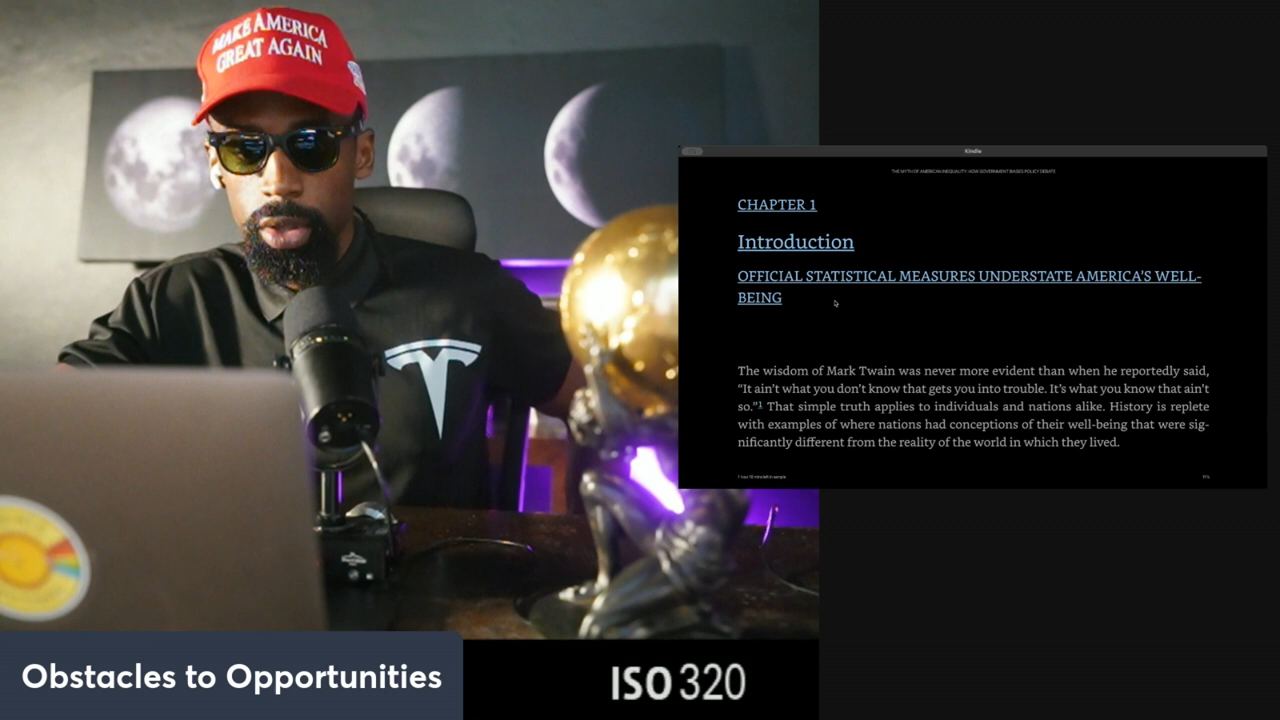 MAKE AMERICA
GREAT AGAIN
Kindle
THE MYTH OF AMERICAN INEQUALITY: HOW GOVERNMENT BIASES POLICY DEBATE
CHAPTER 1
Introduction
OFFICIAL STATISTICAL MEASURES UNDERSTATE AMERICA’S WELL-
BEING
The wisdom of Mark Twain was never more evident than when he reportedly said,
“It ain’t what you don’t know that gets you into trouble. It’s what you know that ain’t
so.”¹ That simple truth applies to individuals and nations alike. History is replete
with examples of where nations had conceptions of their well-being that were sig-
nificantly different from the reality of the world in which they lived.
Obstacles to Opportunities
ISO 320